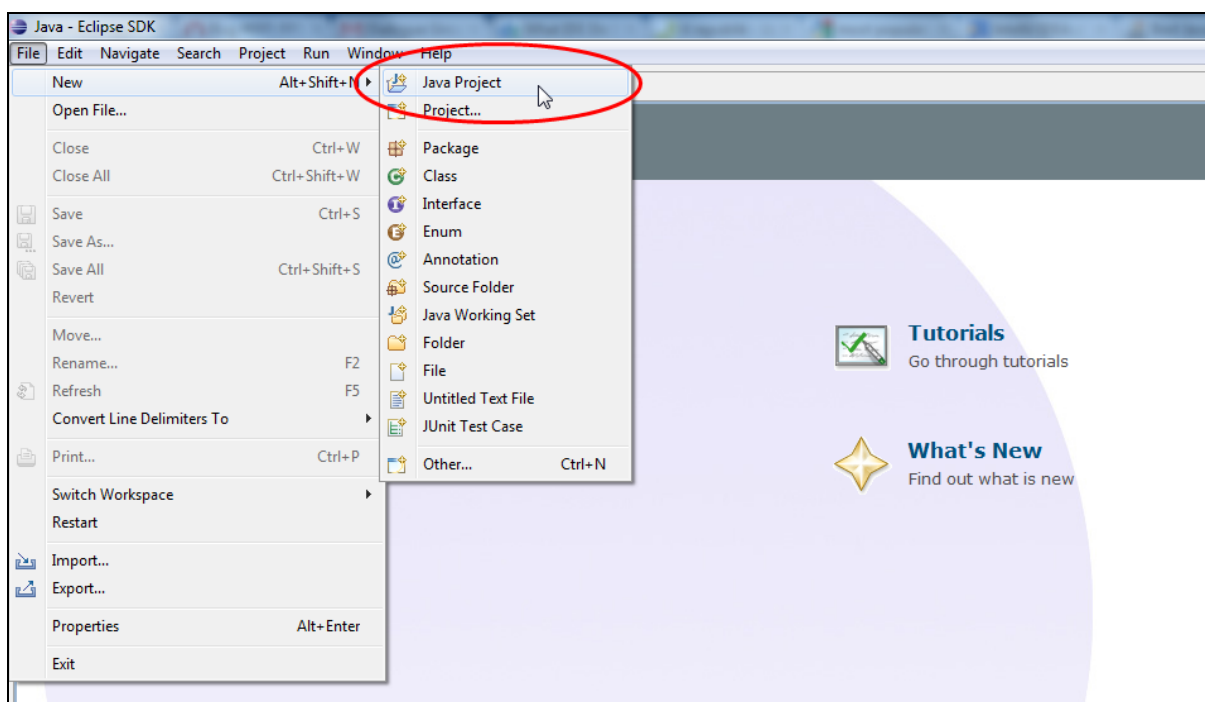 Java - Eclipse SDK
File Edit Navigate Search Project Run Window Help
New Alt+Shift+N
Open File...
Close Ctrl+W
Close All Ctrl+Shift+W
Save Ctrl+S
Save As...
Save All Ctrl+Shift+S
Revert
Move...
Rename... F2
Refresh F5
Convert Line Delimiters To
Print... Ctrl+P
Switch Workspace
Restart
Import...
Export...
Properties Alt+Enter
Exit
Java Project
Project...
Package
Class
Interface
Enum
Annotation
Source Folder
Java Working Set
Folder
File
Untitled Text File
JUnit Test Case
Other... Ctrl+N
Tutorials
Go through tutorials
What's New
Find out what is new